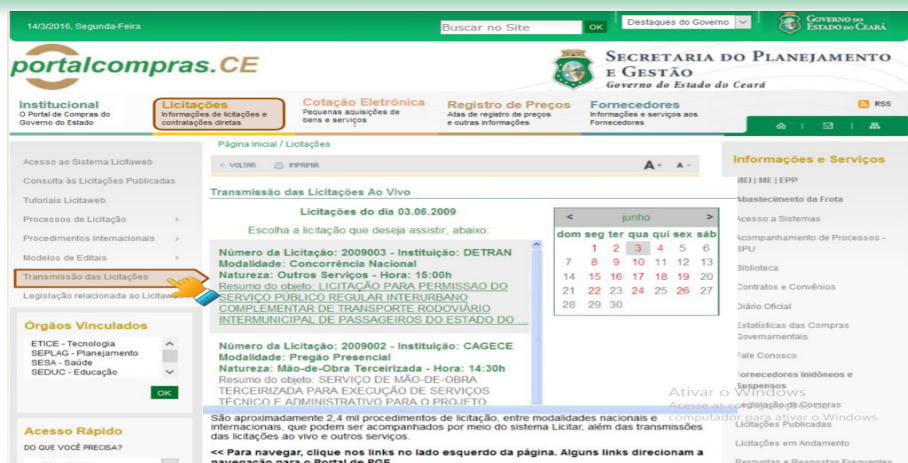 14/3/2016, Segunda-Feira
Buscar no Site
OK
Destaques do Governo
GOVERNO DO
ESTADO DO CEARÁ
portalcompras.CE
SECRETARIA DO PLANEJAMENTO
E GESTÃO
Governo do Estado do Ceará
Institucional
O Portal de Compras do
Governo do Estado
Licitações
Informações de licitações e
contratações diretas
Cotação Eletrônica
Pequenas aquisições de
bens e serviços
Registro de Preços
Atas de registro de preços
e outras informações
Fornecedores
Informações e serviços aos
Fornecedores
RSS
Página Inicial / Licitações
VOLTAR IMPRIMIR
A+ A-
Acesso ao Sistema Licitaweb
Consulta às Licitações Publicadas
Tutoriais Licitaweb
Processos de Licitação
Procedimentos Internacionais
Modelos de Editais
Transmissão das Licitações
Legislação relacionada ao
Órgãos Vinculados
ETICE - Tecnologia
SEPLAG - Planejamento
SESA - Saúde
SEDUC - Educação
OK
Acesso Rápido
DO QUE VOCÊ PRECISA?
Transmissão das Licitações Ao Vivo
Licitações do dia 03.06.2009
Escolha a licitação que deseja assistir, abaixo:
Número da Licitação: 2009003 - Instituição: DETRAN
Modalidade: Concorrência Nacional
Natureza: Outros Serviços - Hora: 15:00h
Resumo do objeto: LICITAÇÃO PARA PERMISSAO DO
SERVIÇO PÚBLICO REGULAR INTERURBANO
COMPLEMENTAR DE TRANSPORTE RODOVIÁRIO
INTERMUNICIPAL DE PASSAGEIROS DO ESTADO DO ...
Número da Licitação: 2009002 - Instituição: CAGECE
Modalidade: Pregão Presencial
Natureza: Mão-de-Obra Terceirizada - Hora: 14:30h
Resumo do objeto: SERVIÇO DE MÃO-DE-OBRA
TERCEIRIZADA PARA EXECUÇÃO DE SERVIÇOS
TÉCNICO E ADMINISTRATIVO PARA O PROJETO
< junho >
dom seg ter qua qui sex sáb
1 2 3 4 5 6
7 8 9 10 11 12 13
14 15 16 17 18 19 20
21 22 23 24 25 26 27
28 29 30
São aproximadamente 2,4 mil procedimentos de licitação, entre modalidades nacionais e
internacionais, que podem ser acompanhados por meio do sistema Licitar, além das transmissões
das licitações ao vivo e outros serviços.
<< Para navegar, clique nos links no lado esquerdo da página. Alguns links direcionam a
navegação para o Portal de PGE
Informações e Serviços
MEI | ME | EPP
Abastecimento da Frota
Acesso a Sistemas
Acompanhamento de Processos -
SPU
Biblioteca
Contratos e Convênios
Diário Oficial
Estatísticas das Compras
Governamentais
Fale Conosco
Fornecedores Inidôneos e
Suspensos
Legislação de Compras
Licitações Publicadas
Licitações em Andamento
Perguntas e Respostas Frequentes
Ativar o Windows
Acesse as
computador para ativar o Windows.